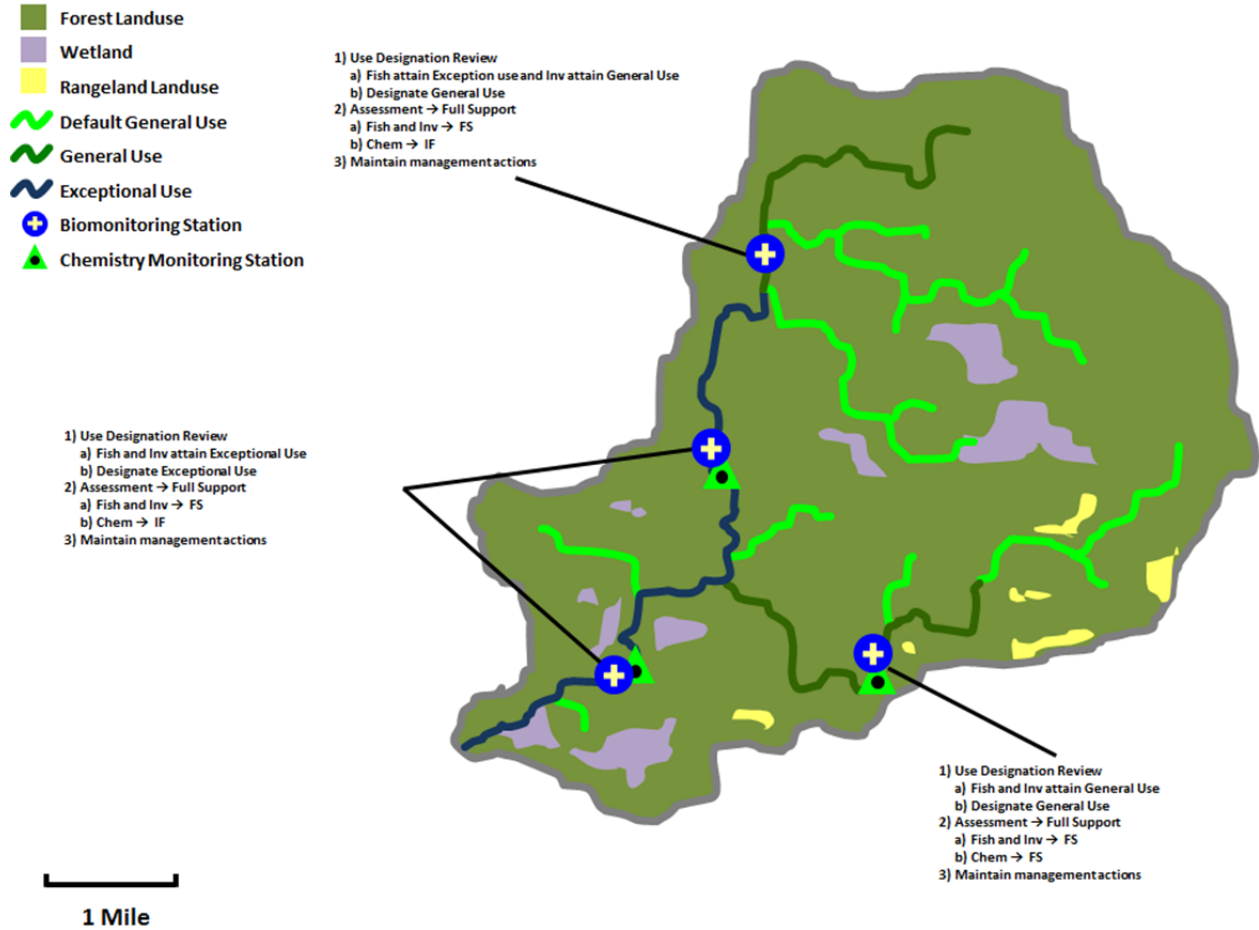 Forest Landuse
Wetland
Rangeland Landuse
Default General Use
General Use
Exceptional Use
Biomonitoring Station
Chemistry Monitoring Station
1) Use Designation Review
a) Fish attain Exception use and Inv attain General Use
b) Designate General Use
2) Assessment → Full Support
a) Fish and Inv → FS
b) Chem → IF
3) Maintain management actions
1) Use Designation Review
a) Fish and Inv attain Exceptional Use
b) Designate Exceptional Use
2) Assessment → Full Support
a) Fish and Inv → FS
b) Chem → IF
3) Maintain management actions
1) Use Designation Review
a) Fish and Inv attain General Use
b) Designate General Use
2) Assessment → Full Support
a) Fish and Inv → FS
b) Chem → FS
3) Maintain management actions
1 Mile